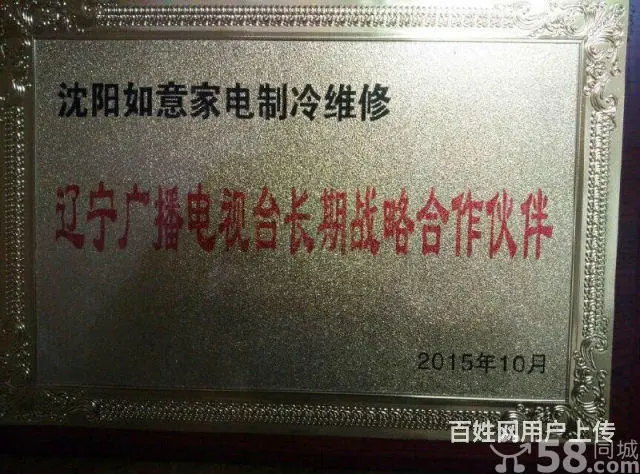 沈阳如意家电制冷维修
辽宁广播电视台长期战略合作伙伴
2015年10月
百姓网用户上传
58同城